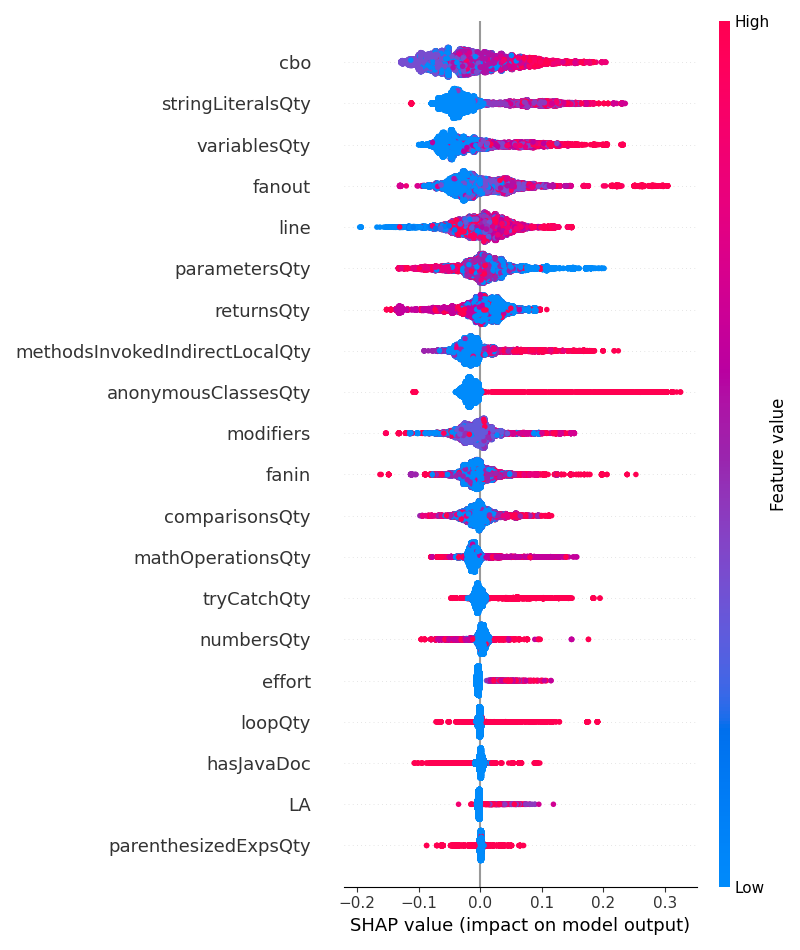 High
cbo
stringLiteralsQty
variablesQty
fanout
line
parametersQty
returnsQty
methodsInvokedIndirectLocalQty
anonymousClassesQty
modifiers
fanin
comparisonsQty
mathOperationsQty
tryCatchQty
numbersQty
effort
loopQty
hasJavaDoc
LA
parenthesizedExpsQty
Feature value
Low
−0.2 −0.1 0.0 0.1 0.2 0.3
SHAP value (impact on model output)